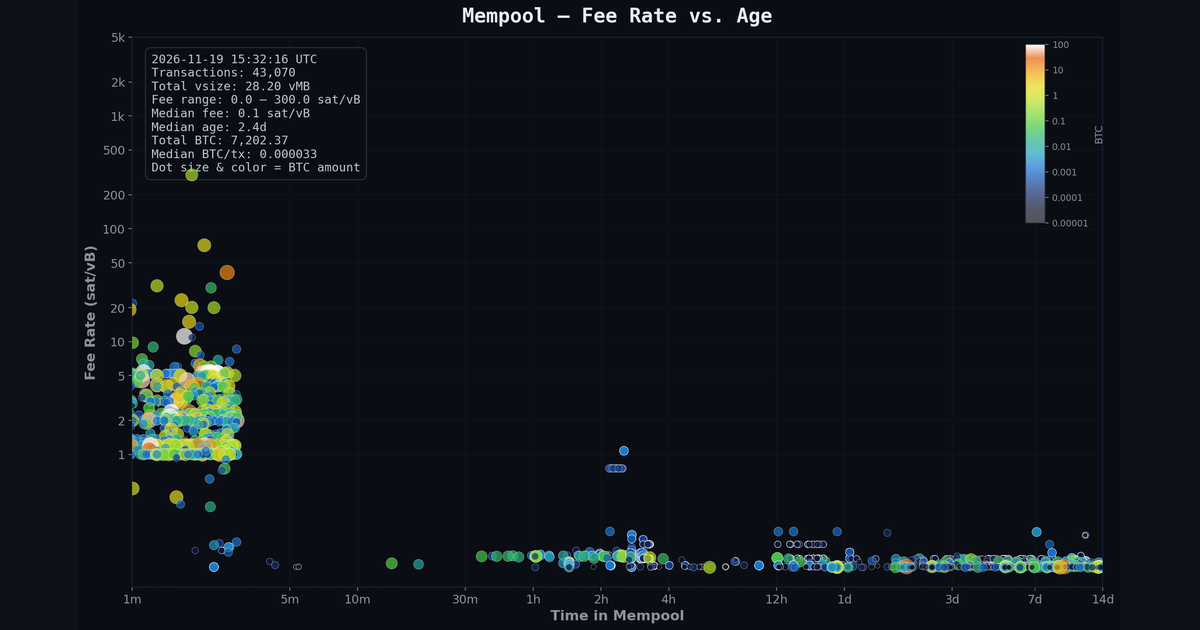 Mempool — Fee Rate vs. Age
2026-11-19 15:32:16 UTC
Transactions: 43,070
Total vsize: 28.20 vMB
Fee range: 0.0 – 300.0 sat/vB
Median fee: 0.1 sat/vB
Median age: 2.4d
Total BTC: 7,202.37
Median BTC/tx: 0.000033
Dot size & color = BTC amount
5k
2k
1k
500
200
100
50
20
10
5
2
1
Fee Rate (sat/vB)
100
10
1
0.1
0.01
0.001
0.0001
0.00001
BTC
1m
5m
10m
30m
1h
2h
4h
12h
1d
3d
7d
14d
Time in Mempool